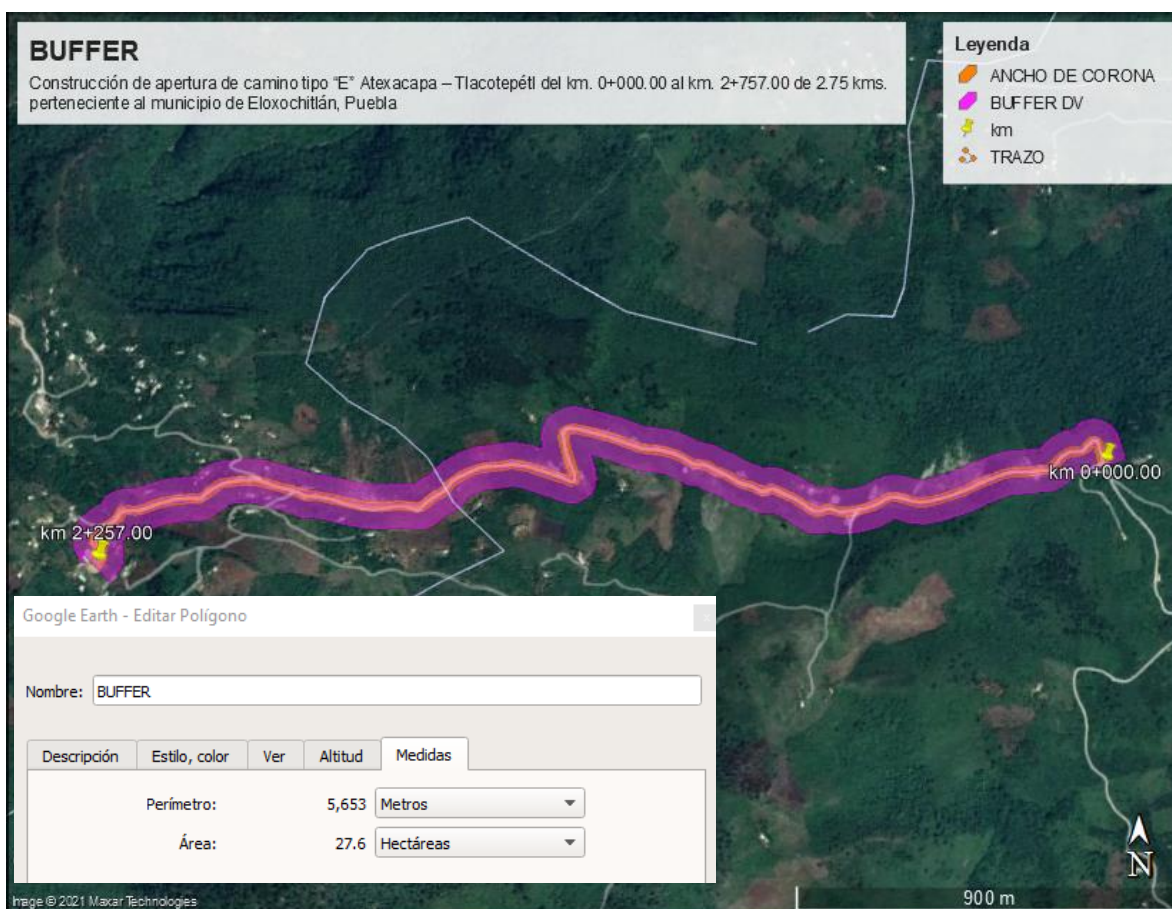 BUFFER
Construcción de apertura de camino tipo "E" Atexacapa – Tlacotepétl del km. 0+000.00 al km. 2+757.00 de 2.75 kms.
perteneciente al municipio de Eloxochitlán, Puebla
Leyenda
ANCHO DE CORONA
BUFFER DV
km
TRAZO
km 0+000.00
km 2+257.00
Google Earth - Editar Polígono
x
Nombre: BUFFER
Descripción Estilo, color Ver Altitud Medidas
Perímetro: 5,653 Metros
Área: 27.6 Hectáreas
N
Image © 2021 Maxar Technologies
900 m